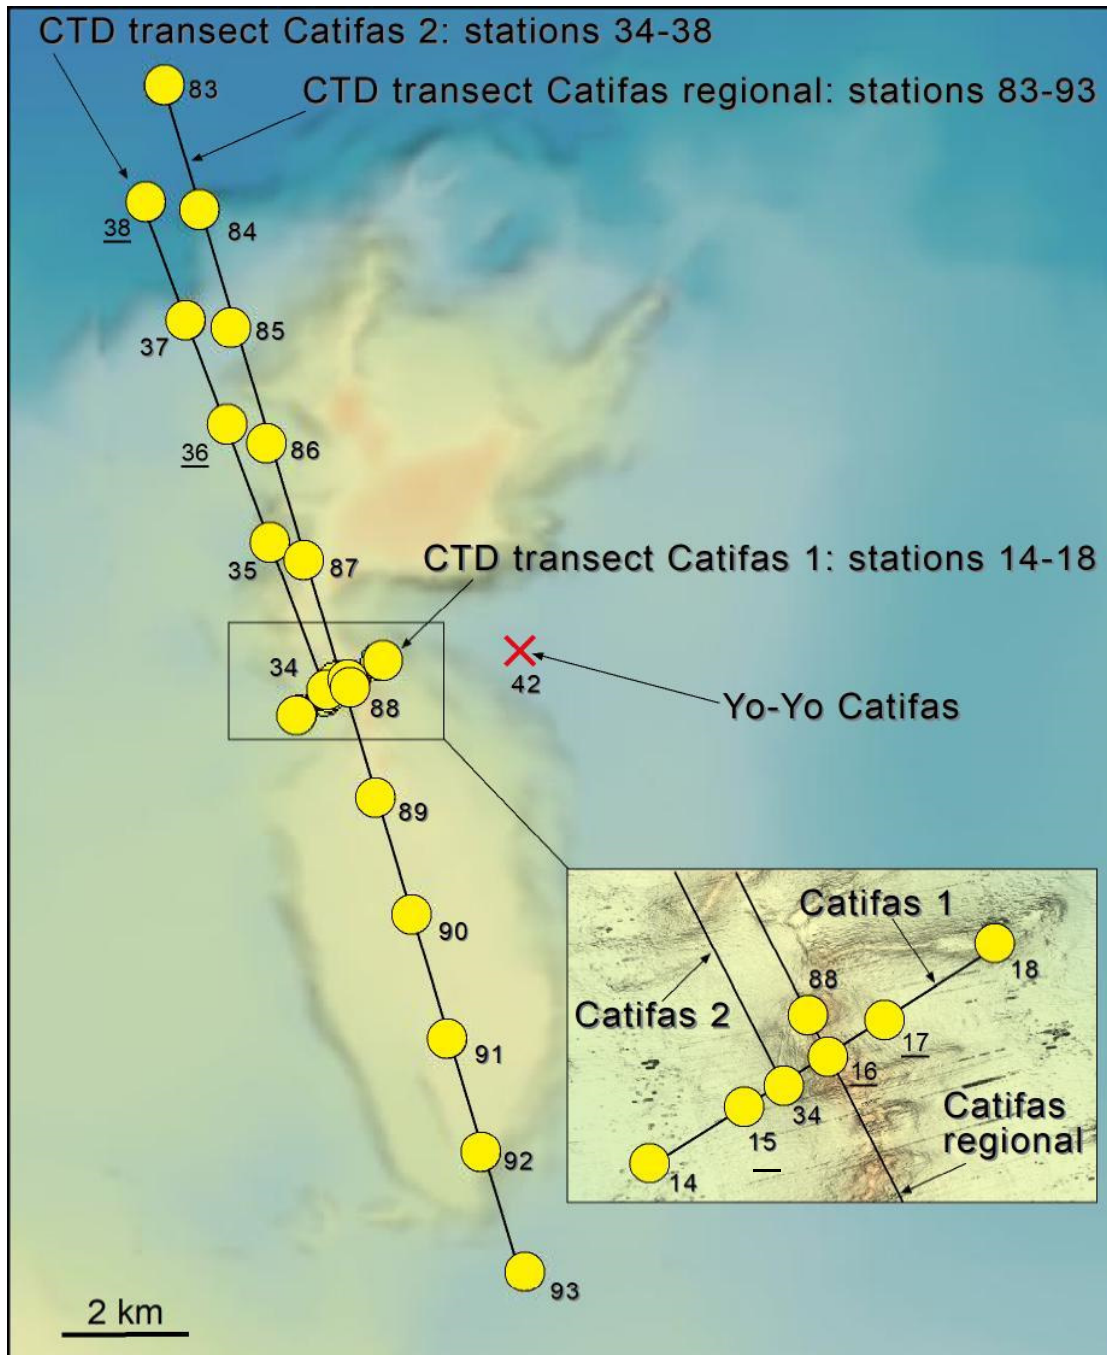 CTD transect Catifas 2: stations 34-38
83
CTD transect Catifas regional: stations 83-93
38
84
37
85
36
86
35
87
CTD transect Catifas 1: stations 14-18
34
42
88
Yo-Yo Catifas
89
90
91
92
93
Catifas 1
18
88
Catifas 2
17
16
34
Catifas
regional
15
14
2 km